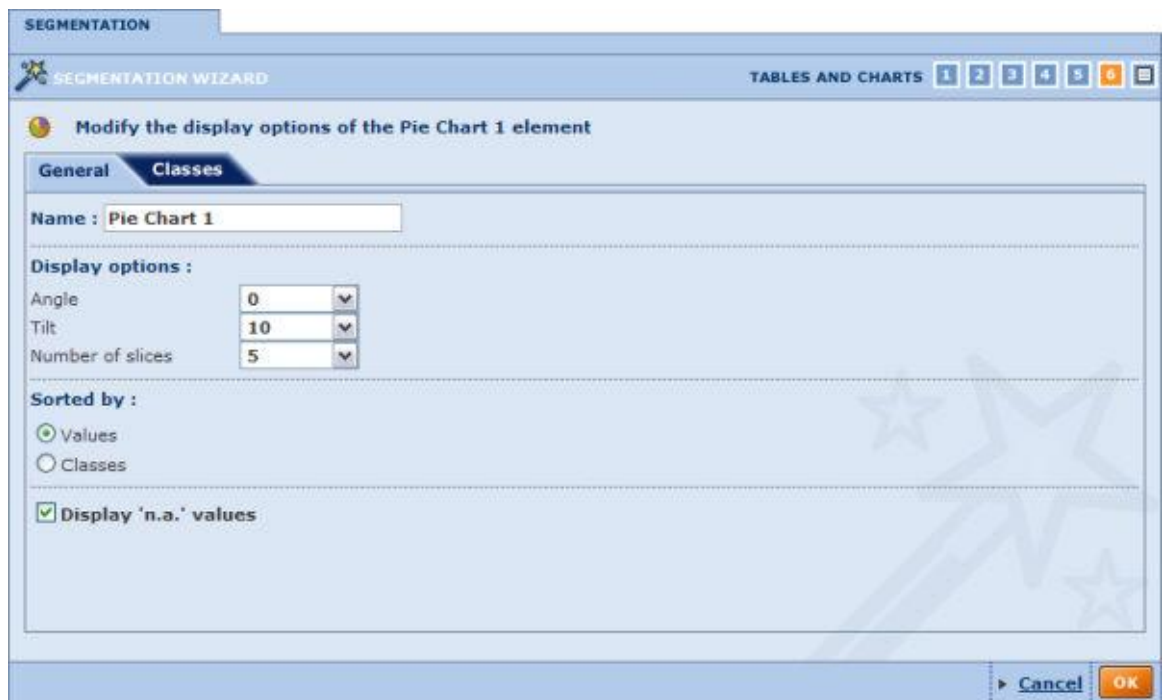 SEGMENTATION
SEGMENTATION WIZARD TABLES AND CHARTS 1 2 3 4 5 6
Modify the display options of the Pie Chart 1 element
General Classes
Name : Pie Chart 1
Display options :
Angle 0
Tilt 10
Number of slices 5
Sorted by :
Values
Classes
Display 'n.a.' values
Cancel OK